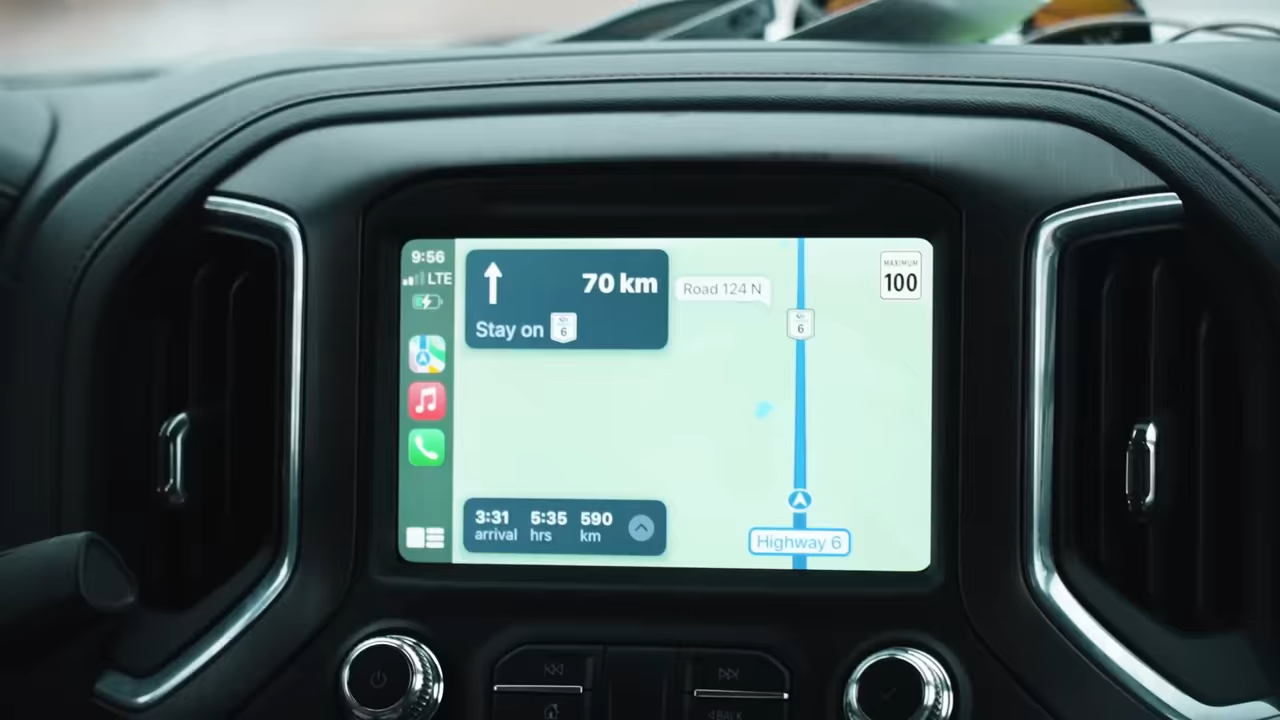 9:56
LTE
70 km
Stay on 6
Road 124 N
6
MAXIMUM
100
3:31 5:35 590
arrival hrs km
Highway 6
BACK